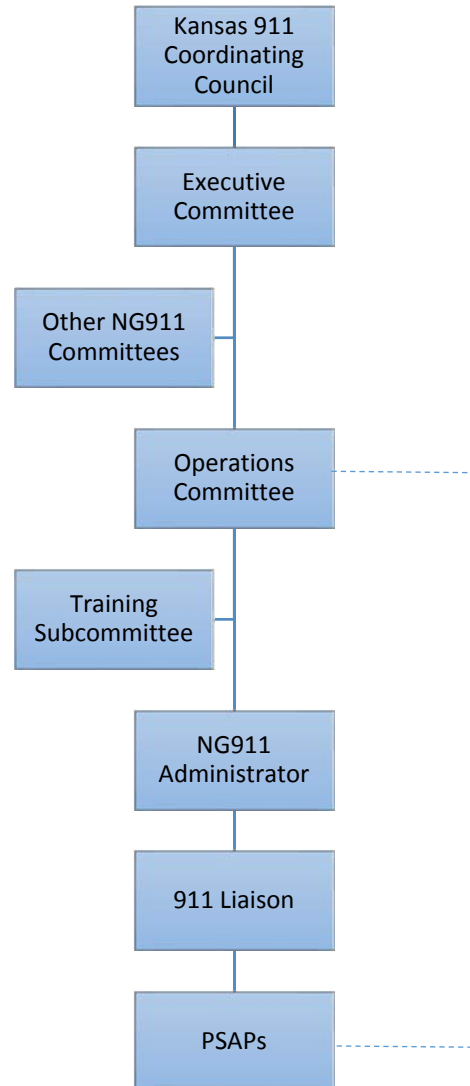 Kansas 911
Coordinating
Council
Executive
Committee
Other NG911
Committees
Operations
Committee
Training
Subcommittee
NG911
Administrator
911 Liaison
PSAPs